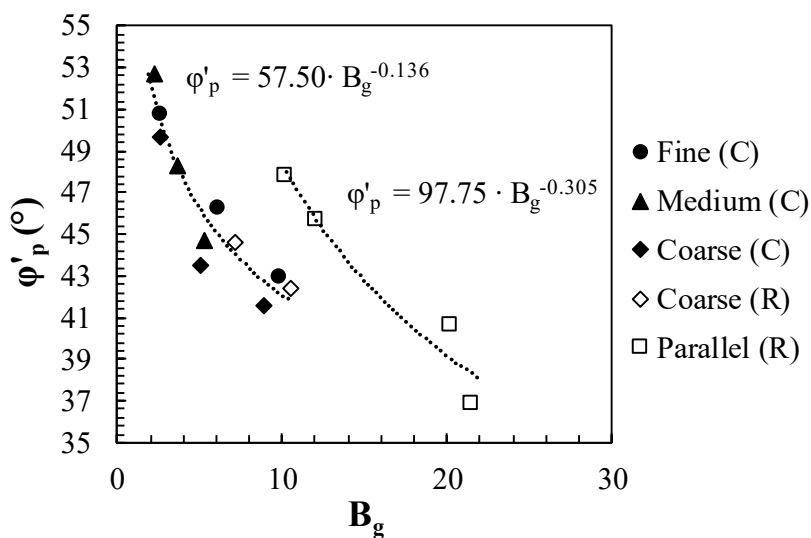 55
53
51
49
47
45
43
41
39
37
35
φ'p (°)
φ'p = 57.50· Bg^-0.136
φ'p = 97.75 · Bg^-0.305
0
10
20
30
Bg
Fine (C)
Medium (C)
Coarse (C)
Coarse (R)
Parallel (R)